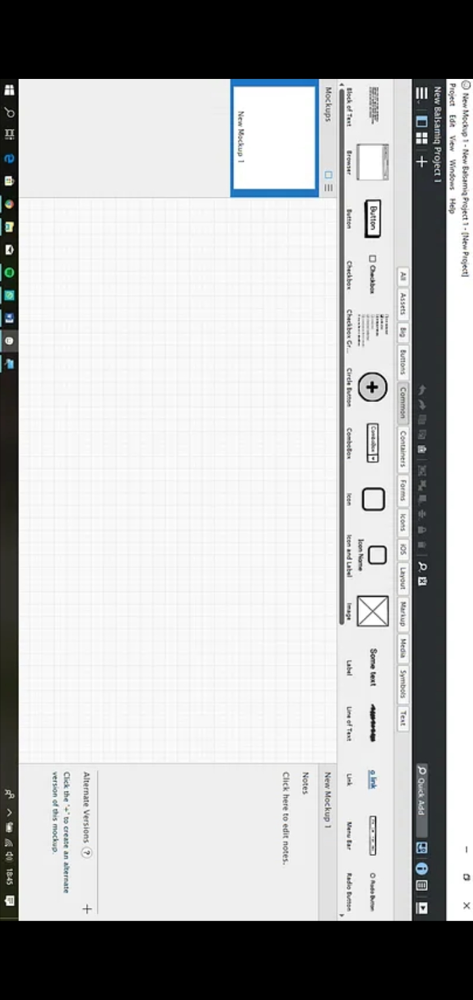 New Mockup 1 - New Balsamiq Project 1 - [New Project]
Project Edit View Windows Help
New Balsamiq Project 1
Quick Add
All Assets Big Buttons Common Containers Forms Icons iOS Layout Markup Media Symbols Text
Button Checkbox ComboBox Icon Name Some text a link Radio Button
Block of Text Browser Button Checkbox Checkbox Gr... Circle Button ComboBox Icon Icon and Label Image Label Line of Text Link Menu Bar Radio Button
Mockups
New Mockup 1
New Mockup 1
Notes
Click here to edit notes.
Alternate Versions ?
Click the '+' to create an alternate
version of this mockup.
18:45